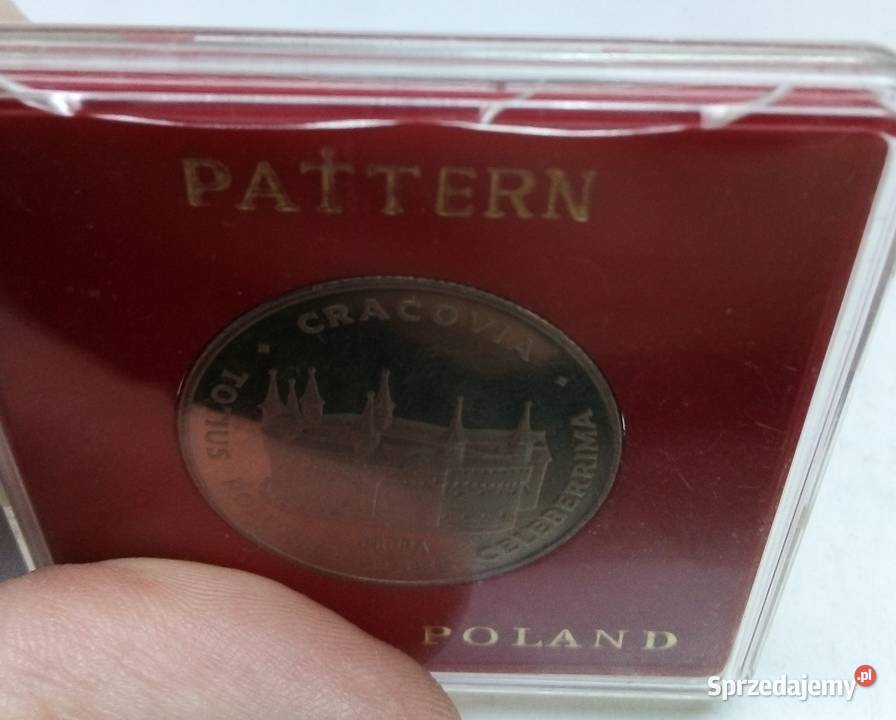 PATTERN
CRACOVIA
TOTIUS
CELEBERRIMA
POLAND
Sprzedajemy.pl